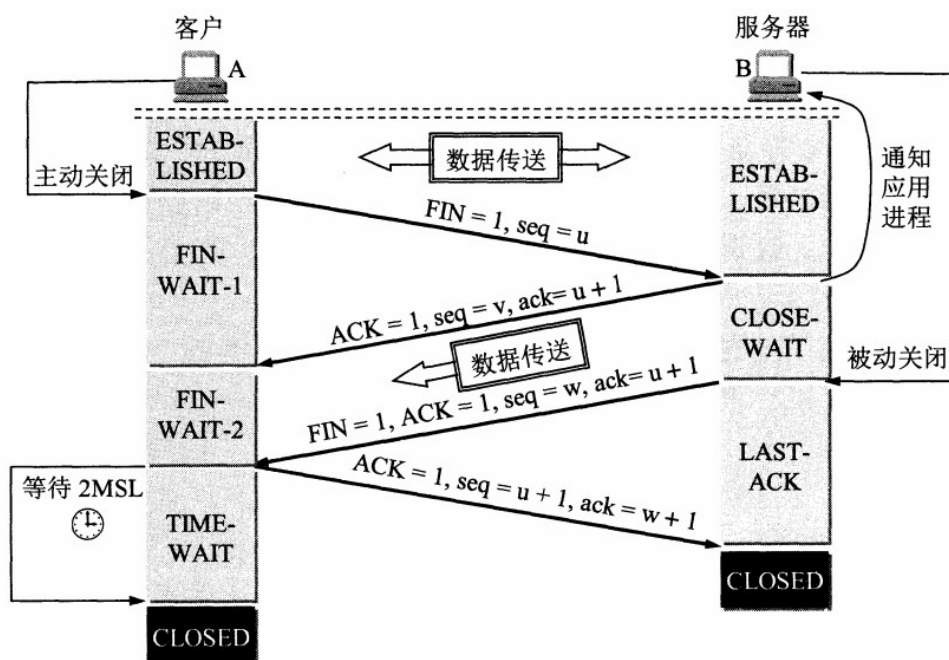 客户
服务器
A
B
ESTAB-
LISHED
数据传送
ESTAB-
LISHED
通知
应用
进程
主动关闭
FIN = 1, seq = u
FIN-
WAIT-1
ACK = 1, seq = v, ack= u + 1
CLOSE-
WAIT
数据传送
被动关闭
FIN-
WAIT-2
FIN = 1, ACK = 1, seq = w, ack= u + 1
LAST-
ACK
ACK = 1, seq = u + 1, ack = w + 1
等待 2MSL
TIME-
WAIT
CLOSED
CLOSED